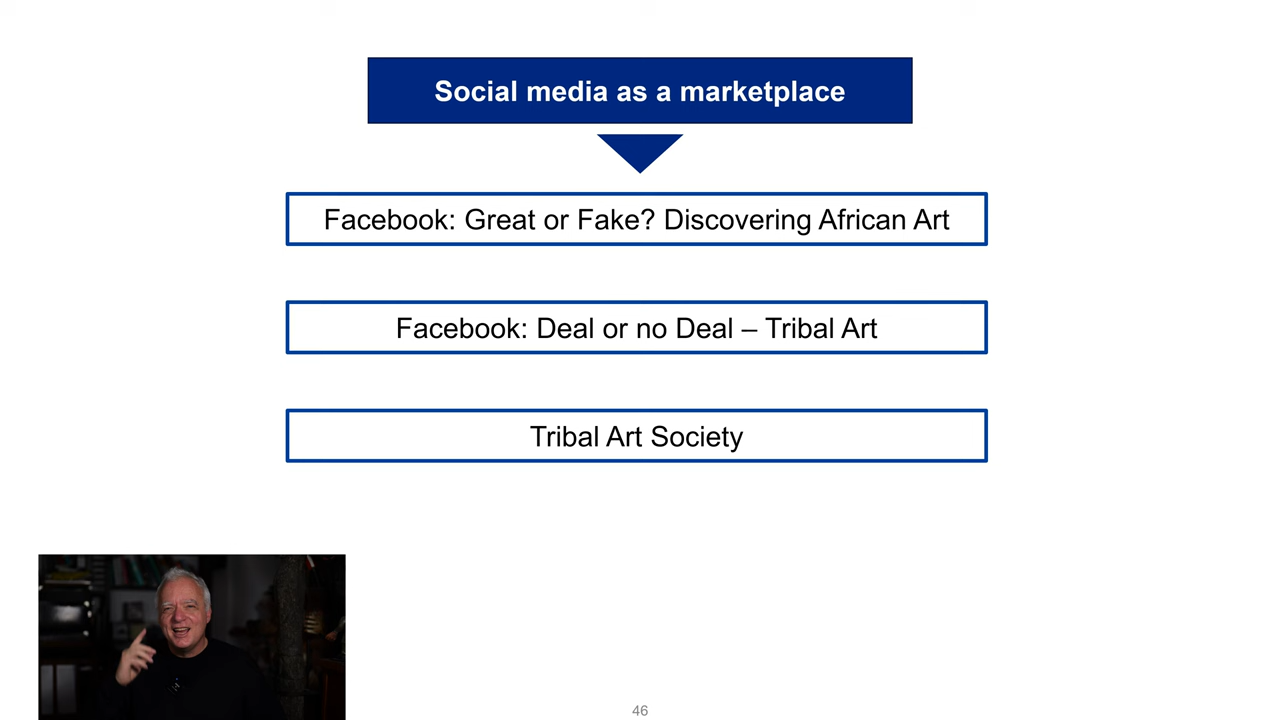 Social media as a marketplace
Facebook: Great or Fake? Discovering African Art
Facebook: Deal or no Deal – Tribal Art
Tribal Art Society
46